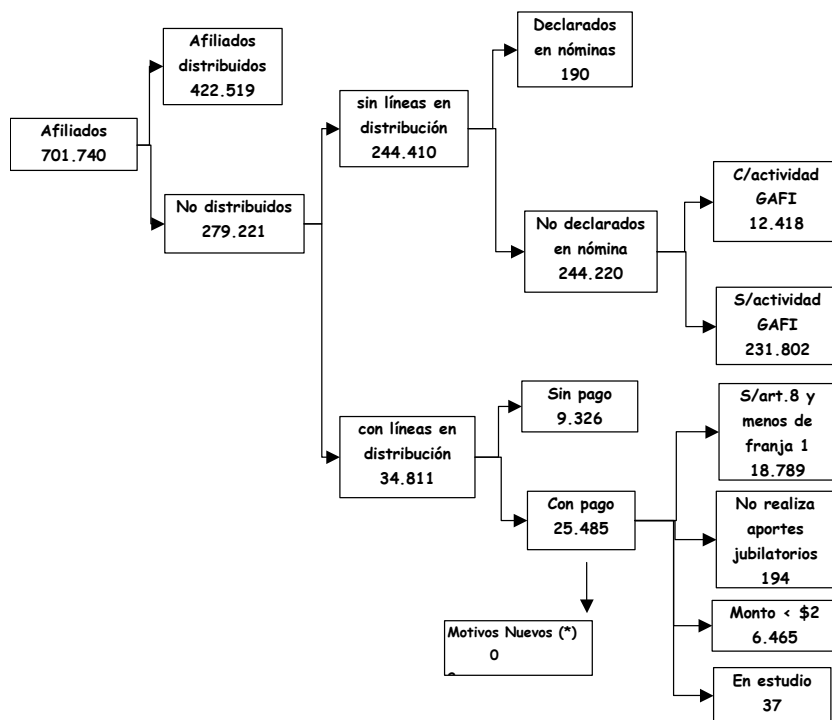 Afiliados
701.740
Afiliados
distribuidos
422.519
No distribuidos
279.221
sin líneas en
distribución
244.410
con líneas en
distribución
34.811
Declarados
en nóminas
190
No declarados
en nómina
244.220
Sin pago
9.326
Con pago
25.485
Motivos Nuevos (*)
0
C/actividad
GAFI
12.418
S/actividad
GAFI
231.802
S/art.8 y
menos de
franja 1
18.789
No realiza
aportes
jubilatorios
194
Monto < $2
6.465
En estudio
37